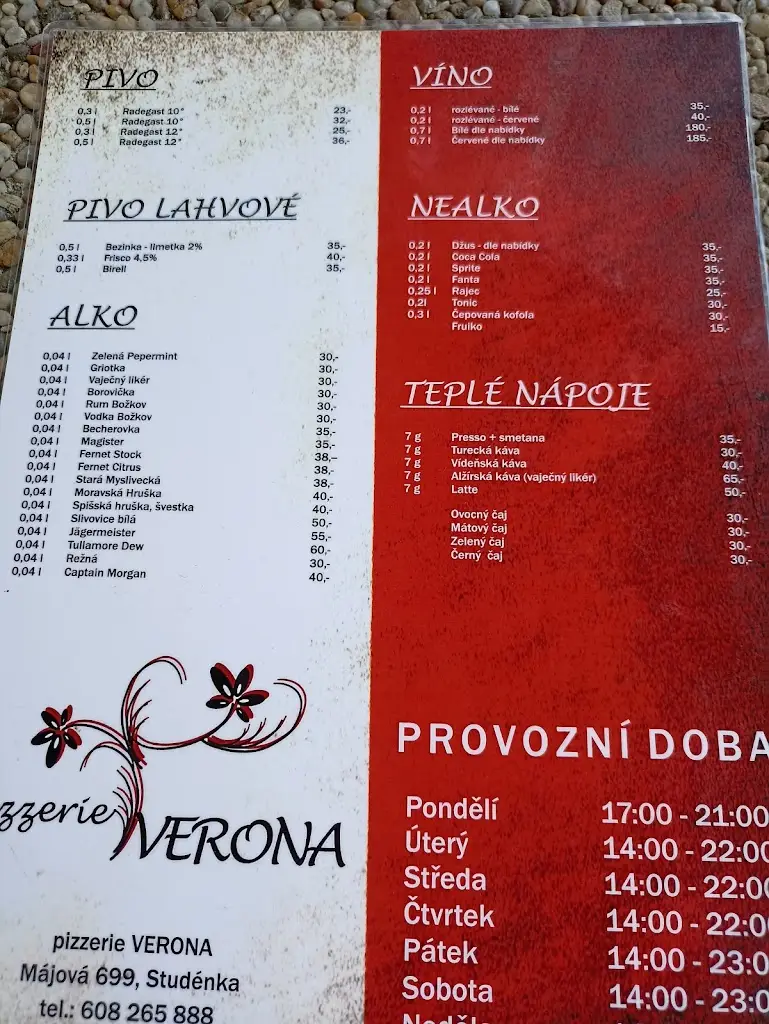 PIVO
0,3 l Radegast 10° 23,-
0,5 l Radegast 10° 32,-
0,3 l Radegast 12° 25,-
0,5 l Radegast 12° 36,-
PIVO LAHVOVÉ
0,5 l Bezinka - limetka 2% 35,-
0,33 l Frisco 4,5% 40,-
0,5 l Birell 35,-
ALKO
0,04 l Zelená Pepermint 30,-
0,04 l Griotka 30,-
0,04 l Vaječný likér 30,-
0,04 l Borovička 30,-
0,04 l Rum Božkov 30,-
0,04 l Vodka Božkov 30,-
0,04 l Becherovka 35,-
0,04 l Magister 35,-
0,04 l Fernet Stock 38,-
0,04 l Fernet Citrus 38,-
0,04 l Stará Myslivecká 38,-
0,04 l Moravská Hruška 40,-
0,04 l Spišská hruška, švestka 40,-
0,04 l Slivovice bílá 50,-
0,04 l Jägermeister 55,-
0,04 l Tullamore Dew 60,-
0,04 l Režná 30,-
0,04 l Captain Morgan 40,-
zzerie VERONA
pizzerie VERONA
Májová 699, Studénka
tel.: 608 265 888
VÍNO
0,2 l rozlévané - bílé 35,-
0,2 l rozlévané - červené 40,-
0,7 l Bílé dle nabídky 180,-
0,7 l Červené dle nabídky 185,-
NEALKO
0,2 l Džus - dle nabídky 35,-
0,2 l Coca Cola 35,-
0,2 l Sprite 35,-
0,2 l Fanta 35,-
0,25 l Rajec 25,-
0,2l Tonic 30,-
0,3 l Čepovaná kofola 30,-
Frulko 15,-
TEPLÉ NÁPOJE
7 g Presso + smetana 35,-
7 g Turecká káva 30,-
7 g Vídeňská káva 40,-
7 g Alžírská káva (vaječný likér) 65,-
7 g Latte 50,-
Ovocný čaj 30,-
Mátový čaj 30,-
Zelený čaj 30,-
Černý čaj 30,-
PROVOZNÍ DOBA
Pondělí 17:00 - 21:00
Úterý 14:00 - 22:00
Středa 14:00 - 22:00
Čtvrtek 14:00 - 22:00
Pátek 14:00 - 23:0
Sobota 14:00 - 23:0